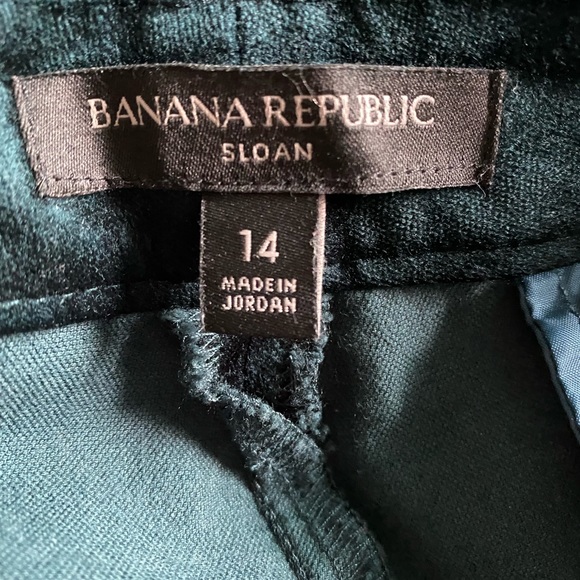 BANANA REPUBLIC
SLOAN
14
MADE IN
JORDAN